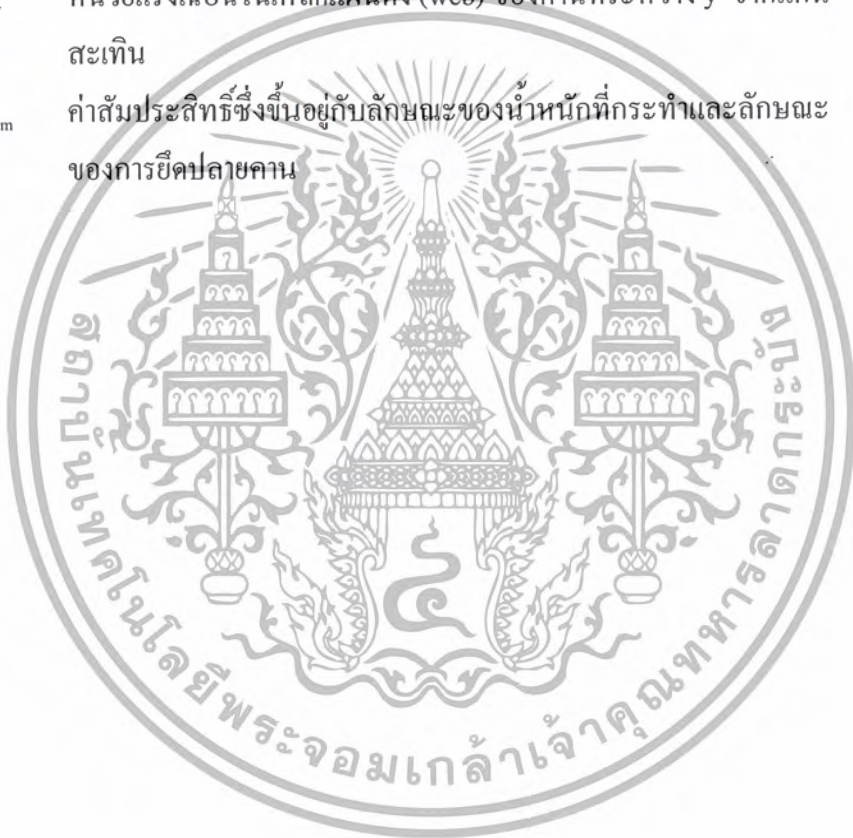 สะเทิน
m ค่าสัมประสิทธิ์ซึ่งขึ้นอยู่กับลักษณะของน้ำหนักที่กระทำและลักษณะ
ของการยึดปลายคาน
สถาบันเทคโนโลยีพระจอมเกล้าเจ้าคุณทหารลาดกระบัง